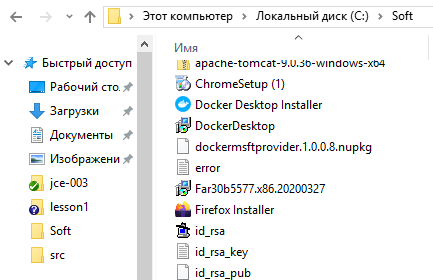 Этот компьютер > Локальный диск (C:) > Soft
Имя
Быстрый доступ
Рабочий сто.
Загрузки
Документы
Изображени
jce-003
lesson1
Soft
src
apache-tomcat-9.0.36-windows-x64
ChromeSetup (1)
Docker Desktop Installer
DockerDesktop
dockermsftprovider.1.0.0.8.nupkg
error
Far30b5577.x86.20200327
Firefox Installer
id_rsa
id_rsa_key
id_rsa_pub